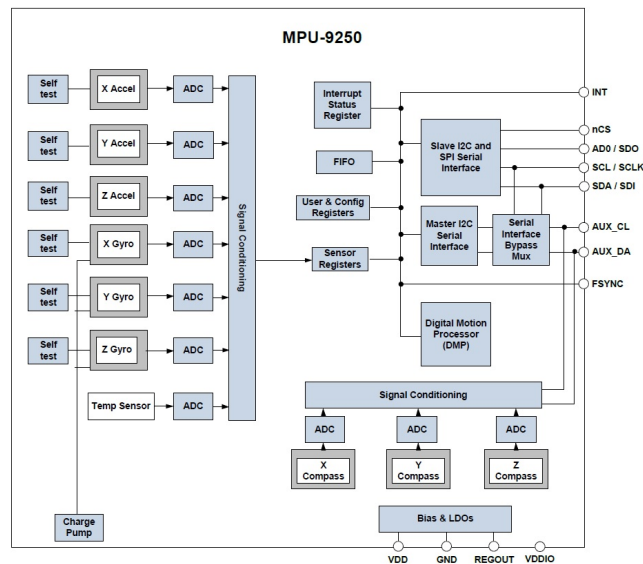 MPU-9250
Self
test
X Accel
ADC
Self
test
Y Accel
ADC
Self
test
Z Accel
ADC
Self
test
X Gyro
ADC
Self
test
Y Gyro
ADC
Self
test
Z Gyro
ADC
Temp Sensor
ADC
Charge
Pump
Signal Conditioning
Interrupt
Status
Register
FIFO
User & Config
Registers
Sensor
Registers
Slave I2C and
SPI Serial
Interface
Master I2C
Serial
Interface
Serial
Interface
Bypass
Mux
Digital Motion
Processor
(DMP)
INT
nCS
AD0 / SDO
SCL / SCLK
SDA / SDI
AUX_CL
AUX_DA
FSYNC
Signal Conditioning
ADC
ADC
ADC
X
Compass
Y
Compass
Z
Compass
Bias & LDOs
VDD
GND
REGOUT
VDDIO